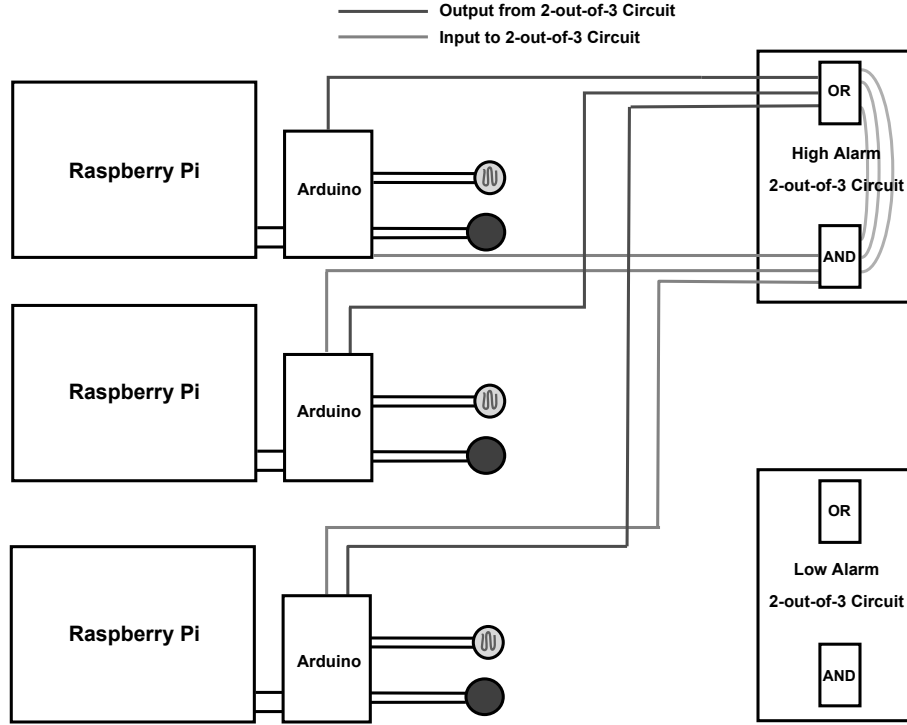 Output from 2-out-of-3 Circuit
Input to 2-out-of-3 Circuit
OR
Raspberry Pi
Arduino
High Alarm
2-out-of-3 Circuit
AND
Raspberry Pi
Arduino
OR
Low Alarm
2-out-of-3 Circuit
Raspberry Pi
Arduino
AND